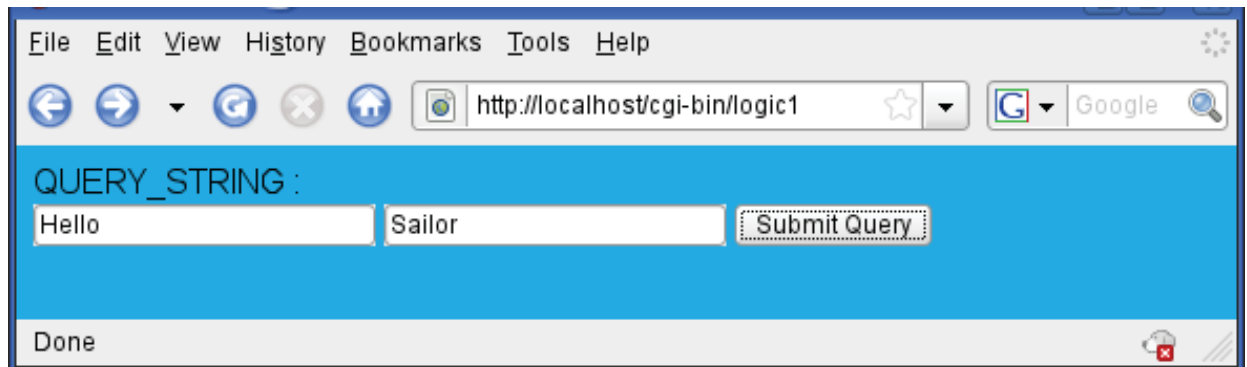 File Edit View History Bookmarks Tools Help
http://localhost/cgi-bin/logic1 G Google
QUERY_STRING :
Hello Sailor Submit Query
Done